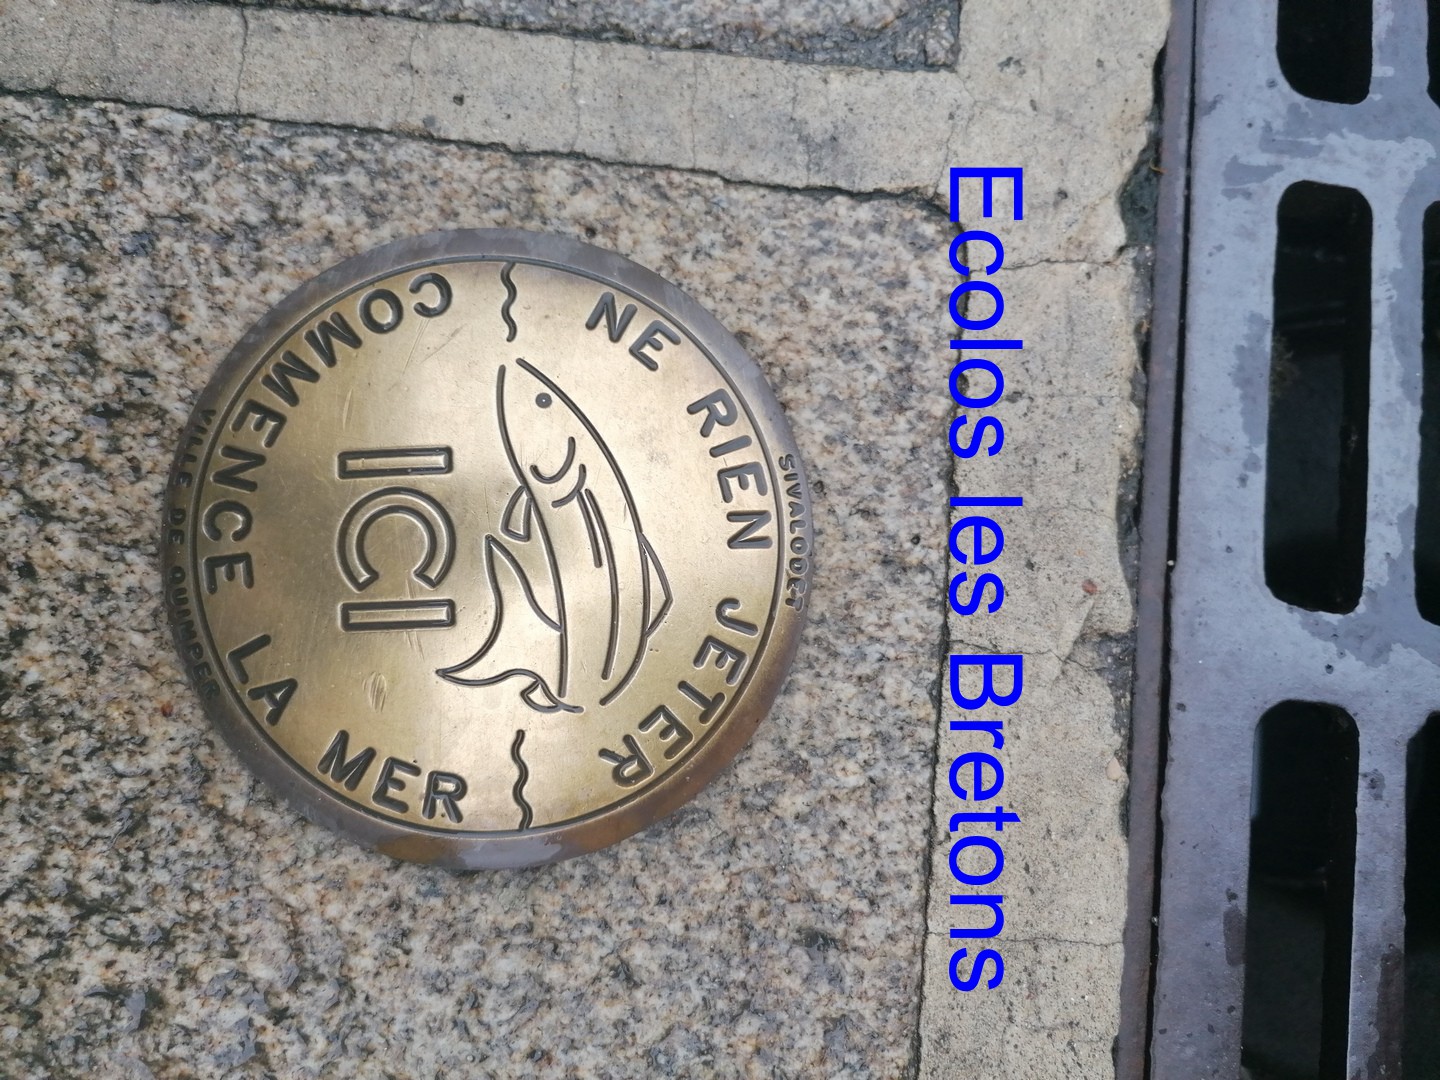 SIVALODET
NE RIEN JETER
ICI
COMMENCE LA MER
VILLE DE QUIMPER
Ecolos les Bretons